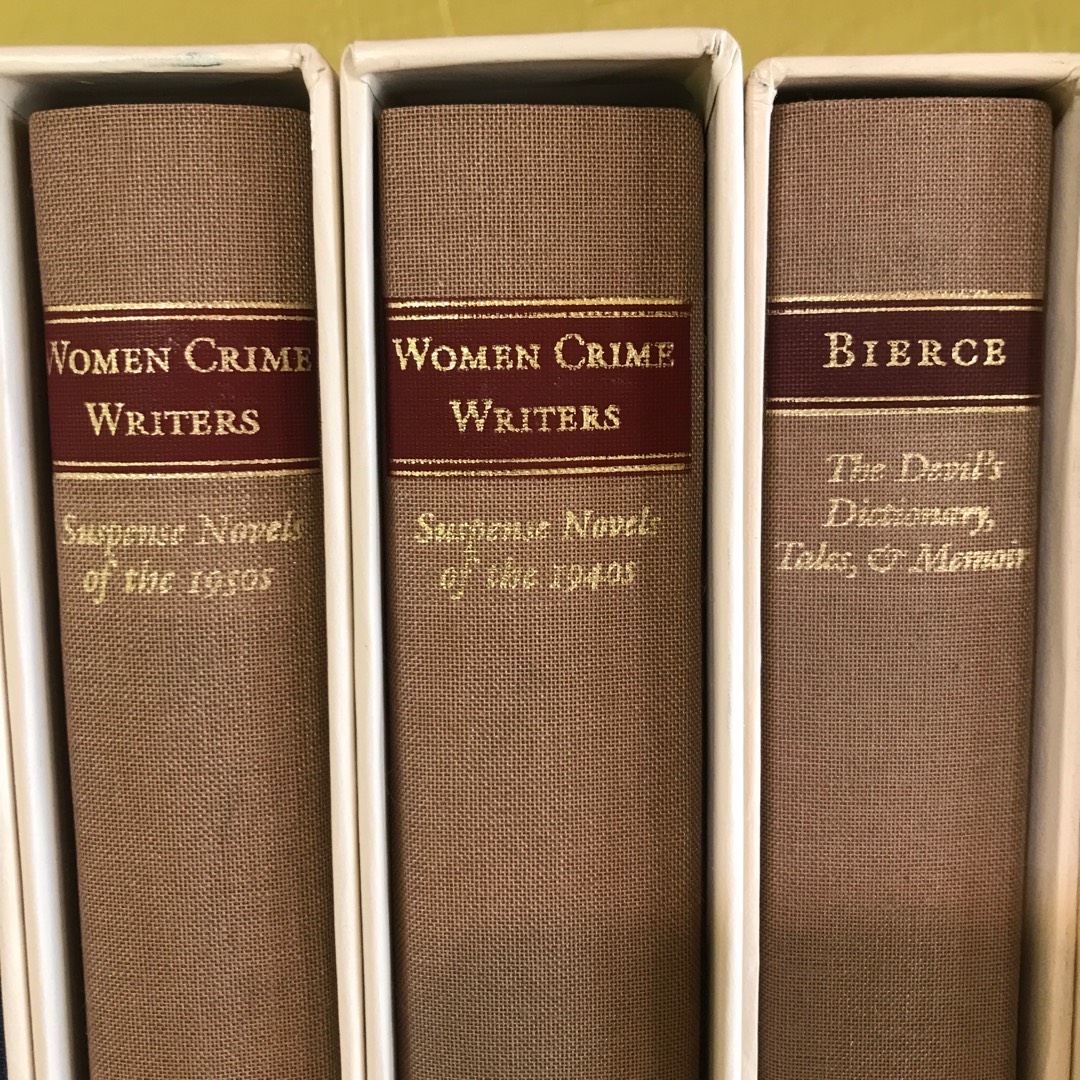 WOMEN CRIME
WRITERS
Suspense Novels
of the 1950s
WOMEN CRIME
WRITERS
Suspense Novels
of the 1940s
BIERCE
The Devil's
Dictionary,
Tales, & Memoirs